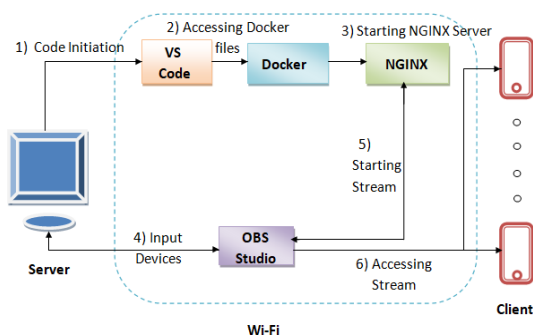 1) Code Initiation
2) Accessing Docker
files
3) Starting NGINX Server
VS
Code
Docker
NGINX
5)
Starting
Stream
4) Input
Devices
OBS
Studio
6) Accessing
Stream
Server
Client
Wi-Fi